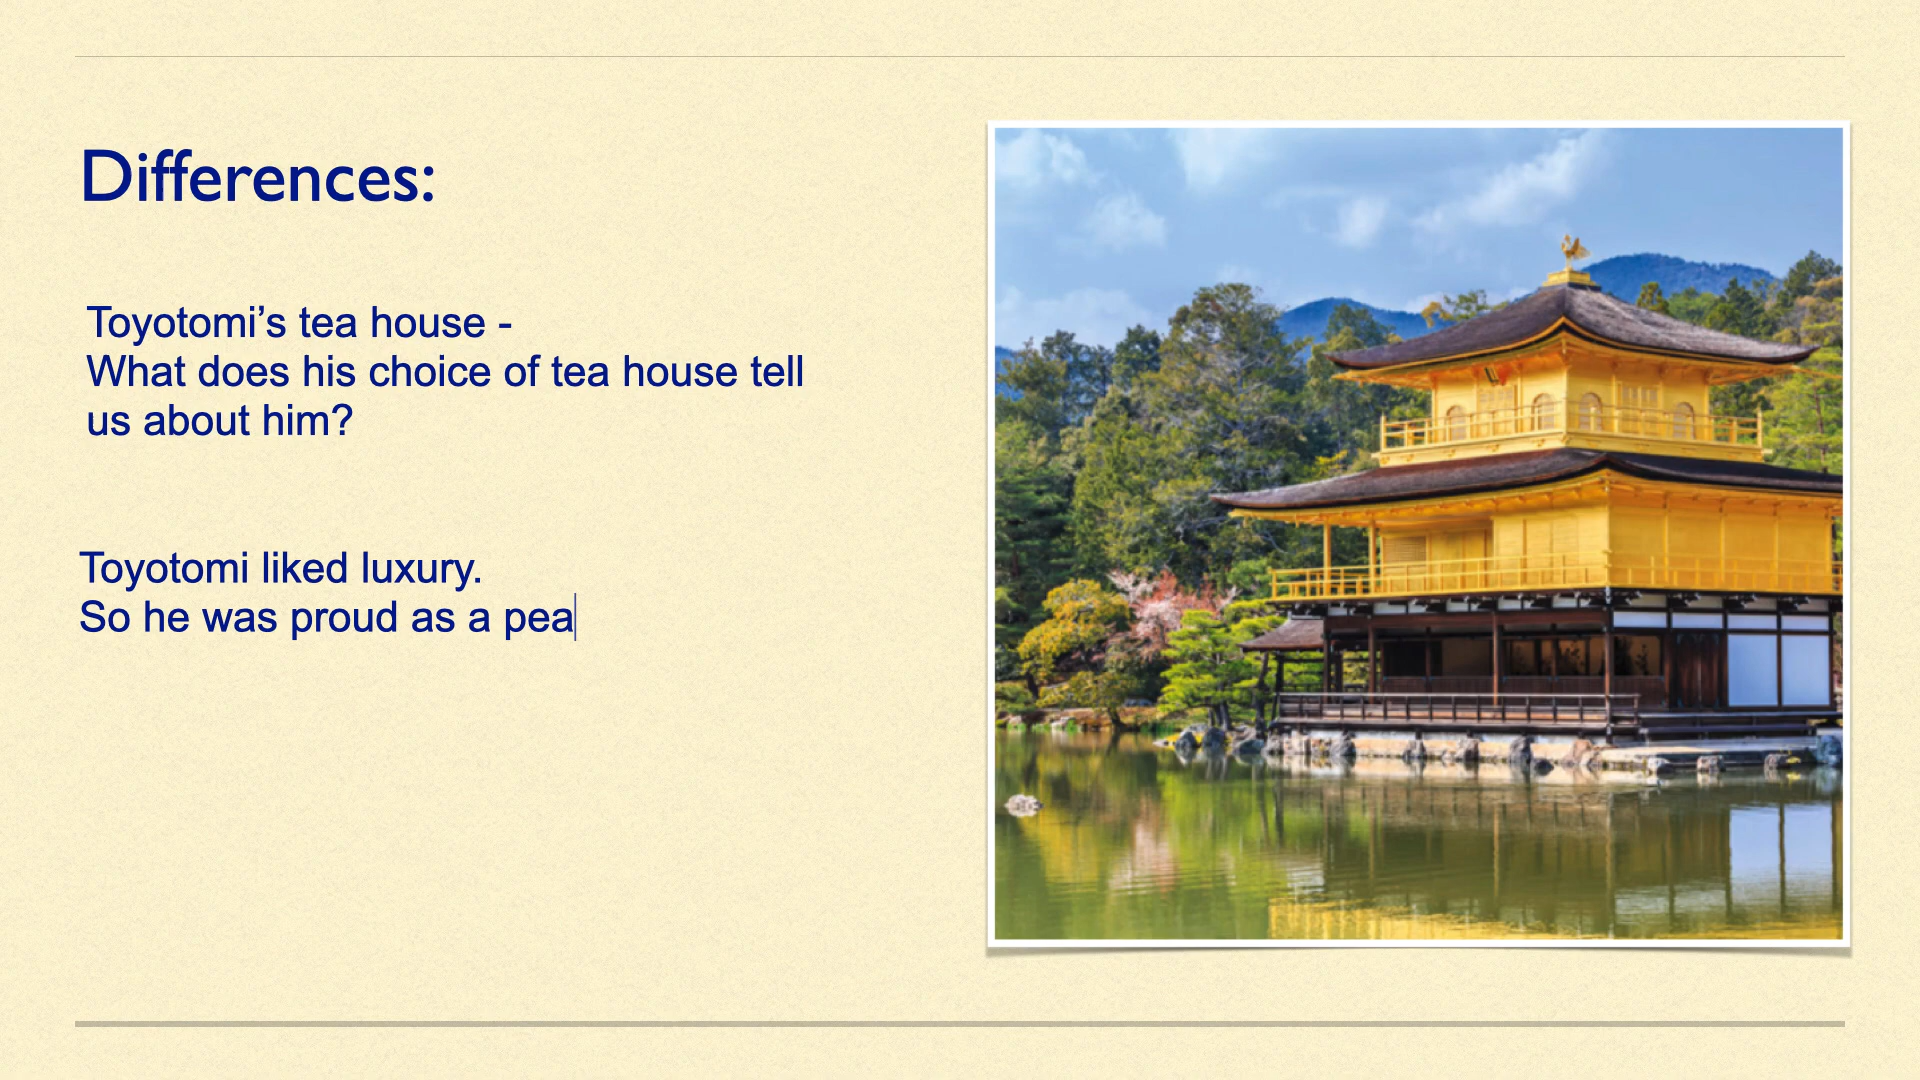 Differences:
Toyotomi’s tea house -
What does his choice of tea house tell
us about him?
Toyotomi liked luxury.
So he was proud as a pea